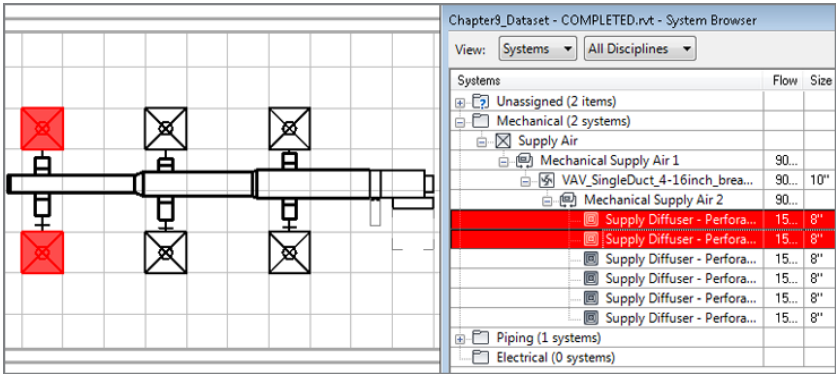 Chapter9_Dataset - COMPLETED.rvt - System Browser
View: Systems All Disciplines
Systems Flow Size
Unassigned (2 items)
Mechanical (2 systems)
Supply Air
Mechanical Supply Air 1 90...
VAV_SingleDuct_4-16inch_brea... 90... 10"
Mechanical Supply Air 2 90...
Supply Diffuser - Perfora... 15... 8"
Supply Diffuser - Perfora... 15... 8"
Supply Diffuser - Perfora... 15... 8"
Supply Diffuser - Perfora... 15... 8"
Supply Diffuser - Perfora... 15... 8"
Supply Diffuser - Perfora... 15... 8"
Piping (1 systems)
Electrical (0 systems)